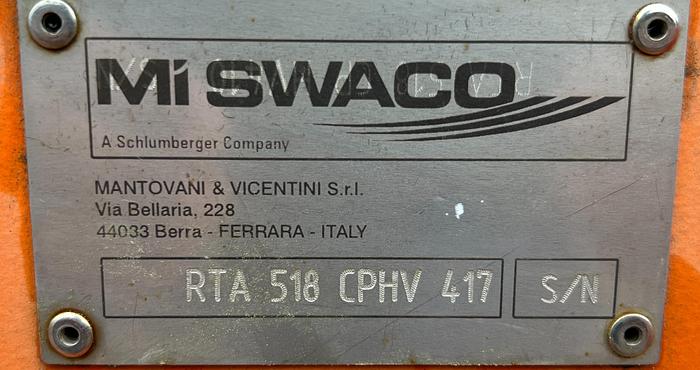 Mi SWACO
A Schlumberger Company
MANTOVANI & VICENTINI S.r.l.
Via Bellaria, 228
44033 Berra - FERRARA - ITALY
RTA 518 CPHV 417 S/N